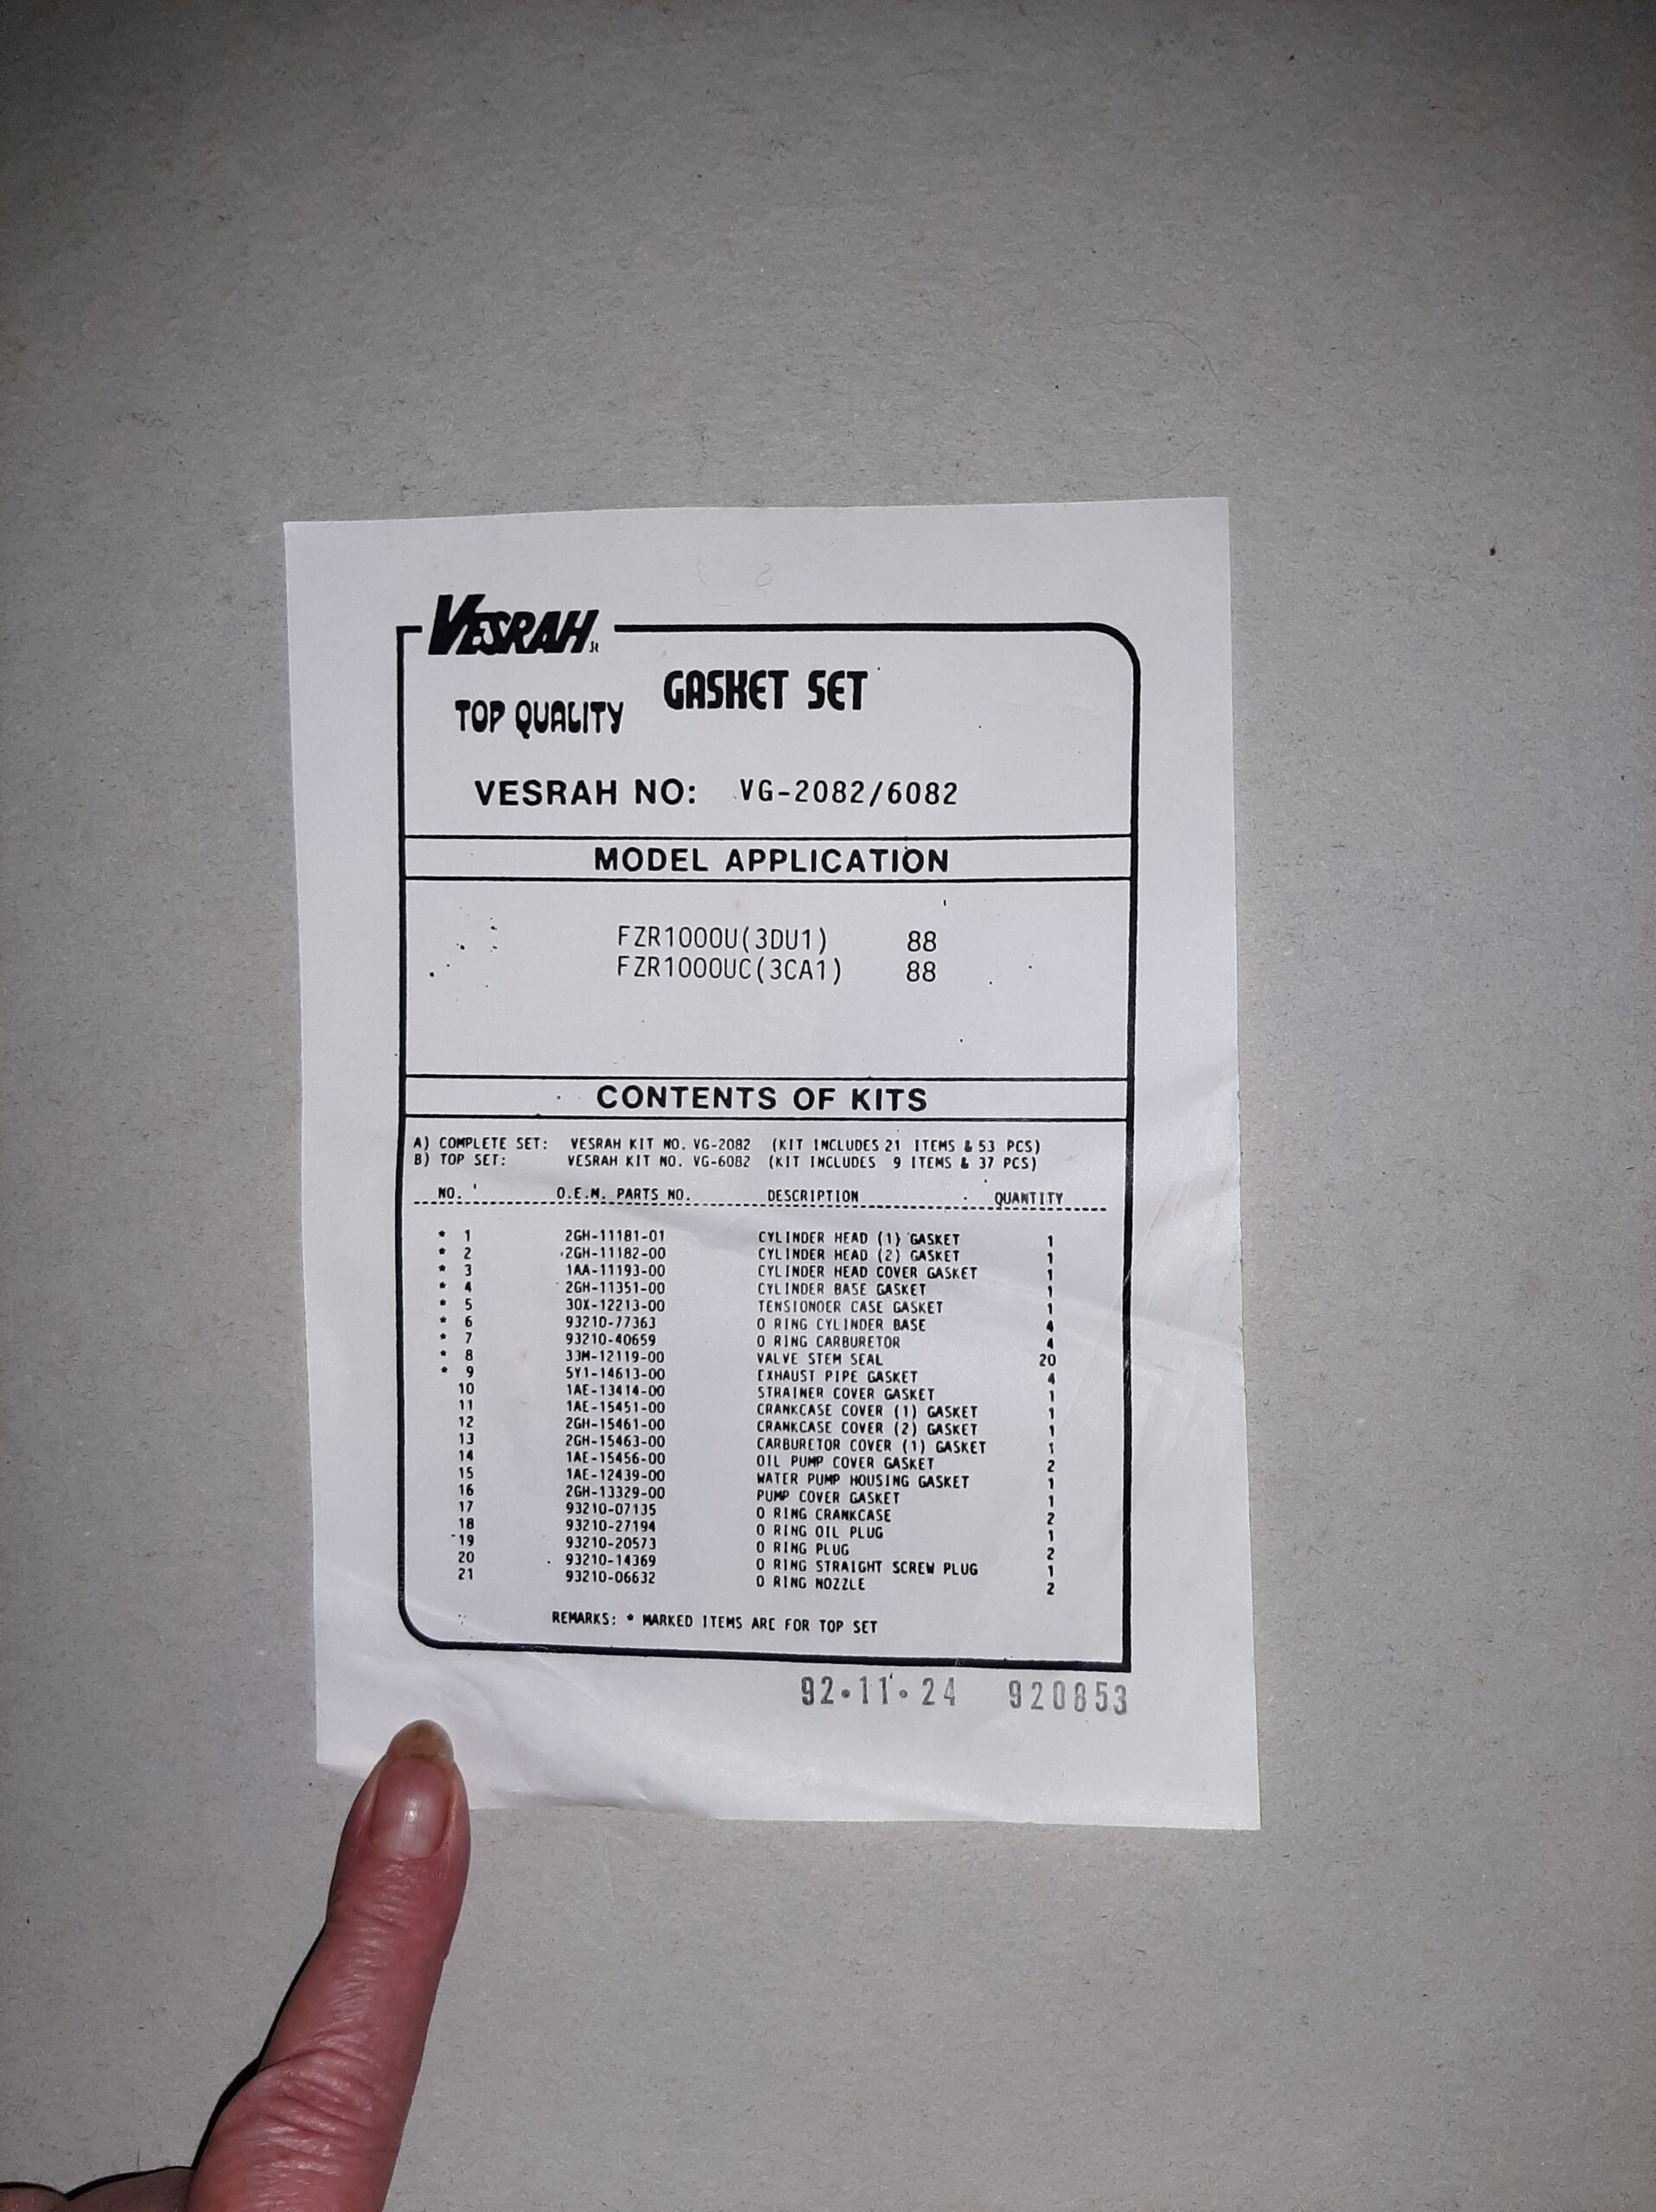 VESRAH
GASKET SET
TOP QUALITY
VESRAH NO: VG-2082/6082
MODEL APPLICATION
FZR1000U(3DU1) 88
FZR1000UC(3CA1) 88
CONTENTS OF KITS
A) COMPLETE SET: VESRAH KIT NO. VG-2082 (KIT INCLUDES 21 ITEMS & 53 PCS)
B) TOP SET: VESRAH KIT NO. VG-6082 (KIT INCLUDES 9 ITEMS & 37 PCS)
NO. O.E.M. PARTS NO. DESCRIPTION QUANTITY
* 1 2GH-11181-01 CYLINDER HEAD (1) GASKET 1
* 2 2GH-11182-00 CYLINDER HEAD (2) GASKET 1
* 3 1AA-11193-00 CYLINDER HEAD COVER GASKET 1
* 4 2GH-11351-00 CYLINDER BASE GASKET 1
* 5 30X-12213-00 TENSIONOER CASE GASKET 1
* 6 93210-77363 O RING CYLINDER BASE 4
* 7 93210-40659 O RING CARBURETOR 4
* 8 33M-12119-00 VALVE STEM SEAL 20
* 9 5Y1-14613-00 EXHAUST PIPE GASKET 4
10 1AE-13414-00 STRAINER COVER GASKET 1
11 1AE-15451-00 CRANKCASE COVER (1) GASKET 1
12 2GH-15461-00 CRANKCASE COVER (2) GASKET 1
13 2GH-15463-00 CARBURETOR COVER (1) GASKET 1
14 1AE-15456-00 OIL PUMP COVER GASKET 2
15 1AE-12439-00 WATER PUMP HOUSING GASKET 1
16 2GH-13329-00 PUMP COVER GASKET 1
17 93210-07135 O RING CRANKCASE 2
18 93210-27194 O RING OIL PLUG 1
19 93210-20573 O RING PLUG 2
20 93210-14369 O RING STRAIGHT SCREW PLUG 1
21 93210-06632 O RING NOZZLE 2
REMARKS: * MARKED ITEMS ARE FOR TOP SET
92•11•24 920853